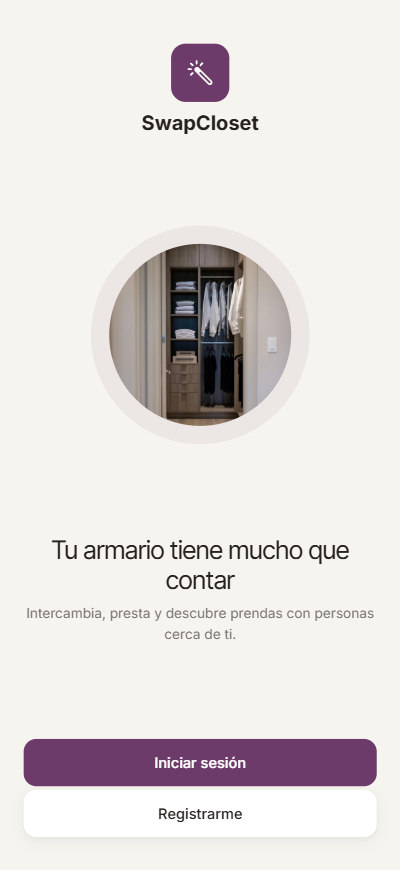 SwapCloset
Tu armario tiene mucho que
contar
Intercambia, presta y descubre prendas con personas
cerca de ti.
Iniciar sesión
Registrarme